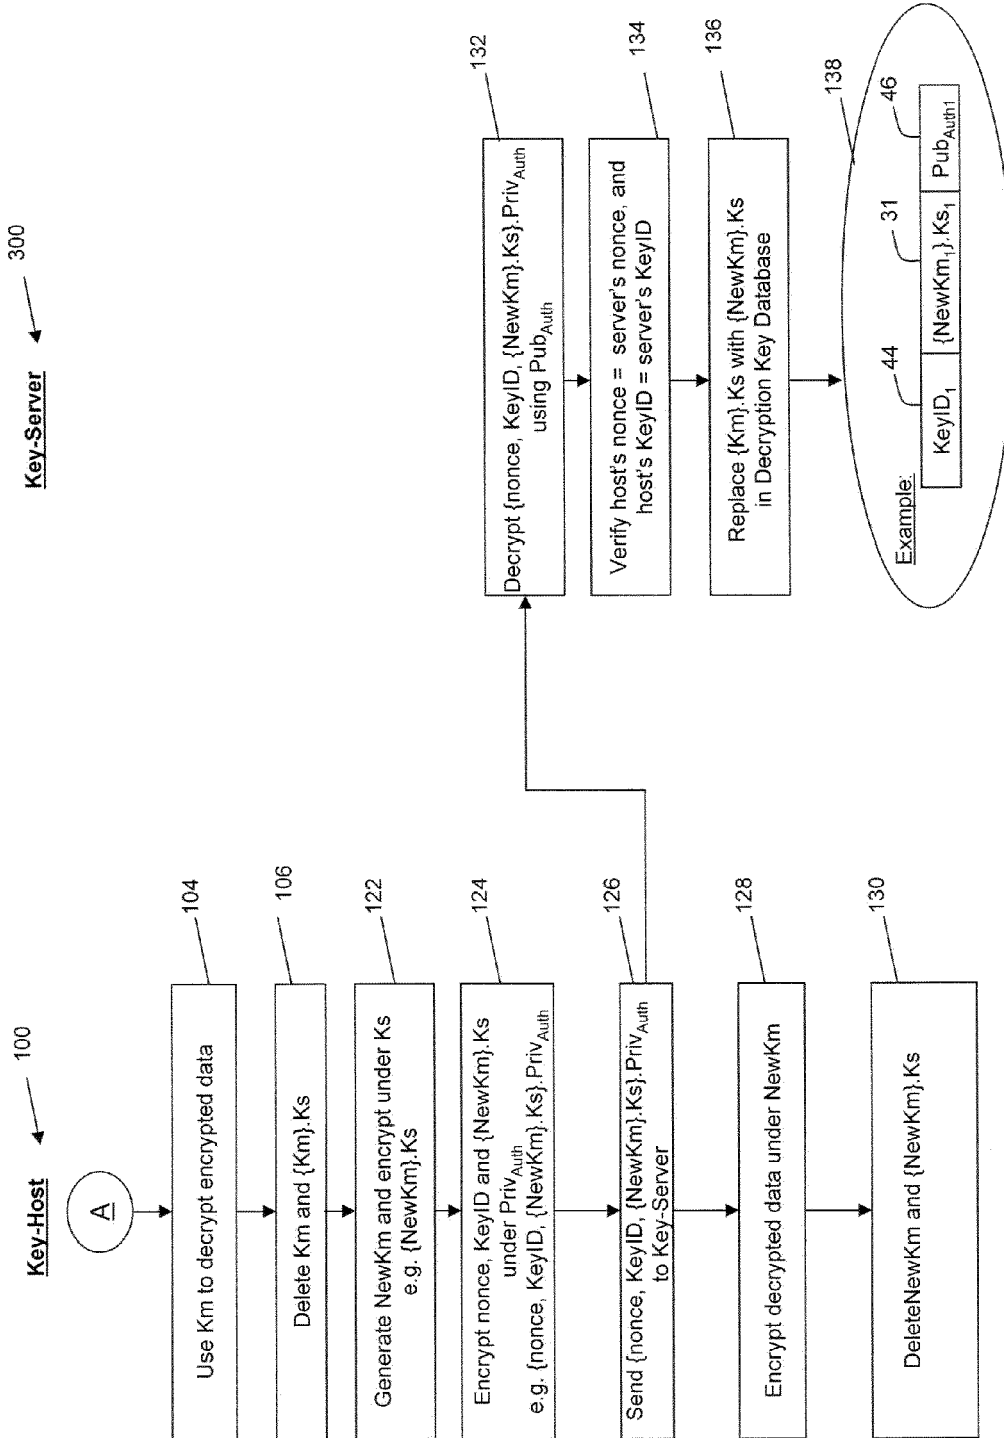 Key-Host
100
A
Use Km to decrypt encrypted data
104
Delete Km and {Km}.Ks
106
Generate NewKm and encrypt under Ks
e.g. {NewKm}.Ks
122
Encrypt nonce, KeyID and {NewKm}.Ks
under PrivAuth
e.g. {nonce, KeyID, {NewKm}.Ks}.PrivAuth
124
Send {nonce, KeyID, {NewKm}.Ks}.PrivAuth
to Key-Server
126
Encrypt decrypted data under NewKm
128
DeleteNewKm and {NewKm}.Ks
130
Key-Server
300
Decrypt {nonce, KeyID, {NewKm}.Ks}.PrivAuth
using PubAuth
132
Verify host's nonce = server's nonce, and
host's KeyID = server's KeyID
134
Replace {Km}.Ks with {NewKm}.Ks
in Decryption Key Database
136
138
Example:
44
31
46
KeyID1
{NewKm1}.Ks1
PubAuth1